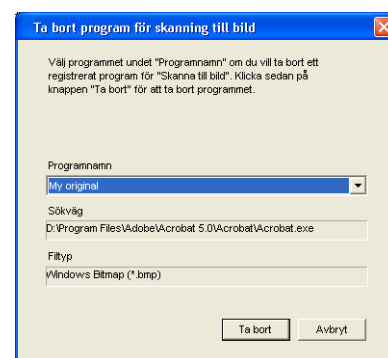 Ta bort program för skanning till bild
Välj programmet undet "Programnamn" om du vill ta bort ett
registrerat program för "Skanna till bild". Klicka sedan på
knappen "Ta bort" för att ta bort programmet.
Programnamn
My original
Sökväg
D:\Program Files\Adobe\Acrobat 5.0\Acrobat\Acrobat.exe
Filtyp
Windows Bitmap (*.bmp)
Ta bort Avbryt